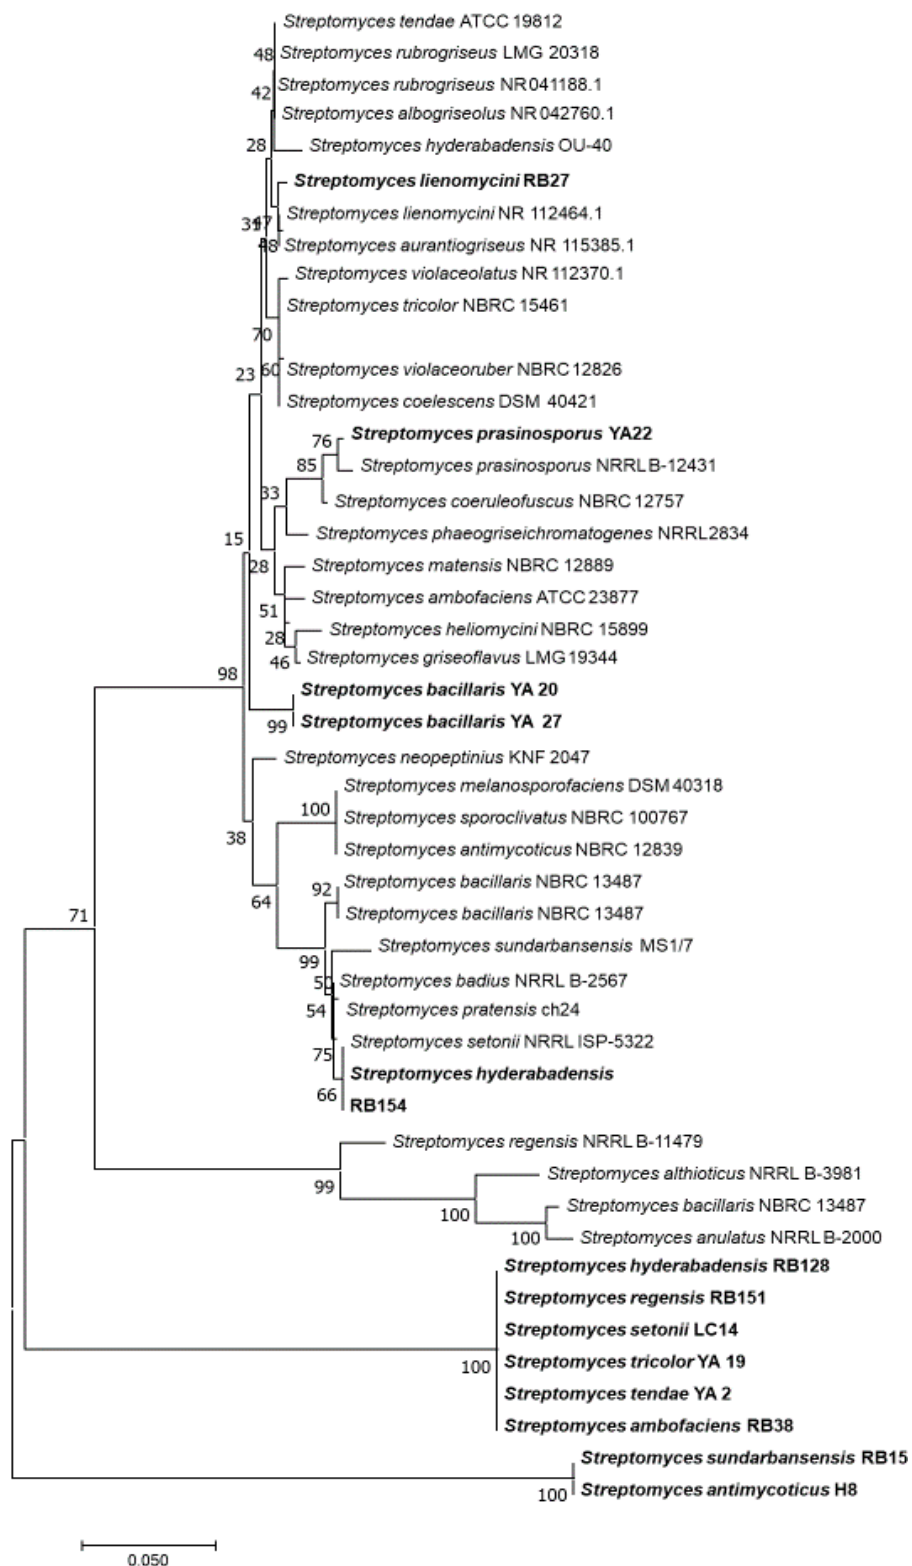 Streptomyces tendae ATCC 19812
48
Streptomyces rubrogriseus LMG 20318
Streptomyces rubrogriseus NR 041188.1
42
Streptomyces albogriseolus NR 042760.1
28
Streptomyces hyderabadensis OU-40
Streptomyces lienomycini RB27
Streptomyces lienomycini NR 112464.1
47
48
Streptomyces aurantiogriseus NR 115385.1
Streptomyces violaceolatus NR 112370.1
Streptomyces tricolor NBRC 15461
70
23
60
Streptomyces violaceoruber NBRC 12826
Streptomyces coelescens DSM 40421
Streptomyces prasinosporus YA22
76
85
Streptomyces prasinosporus NRRL B-12431
33
Streptomyces coeruleofuscus NBRC 12757
Streptomyces phaeogriseichromatogenes NRRL2834
15
28
Streptomyces matensis NBRC 12889
Streptomyces ambofaciens ATCC 23877
51
Streptomyces heliomycini NBRC 15899
28
46
Streptomyces griseoflavus LMG 19344
98
Streptomyces bacillaris YA 20
99
Streptomyces bacillaris YA 27
Streptomyces neopeptinius KNF 2047
Streptomyces melanosporofaciens DSM 40318
100
Streptomyces sporoclivatus NBRC 100767
38
Streptomyces antimycoticus NBRC 12839
92
Streptomyces bacillaris NBRC 13487
64
Streptomyces bacillaris NBRC 13487
71
Streptomyces sundarbansensis MS1/7
99
Streptomyces badius NRRL B-2567
54
Streptomyces pratensis ch24
Streptomyces setonii NRRL ISP-5322
75
Streptomyces hyderabadensis
66
RB154
Streptomyces regensis NRRL B-11479
99
Streptomyces althioticus NRRL B-3981
100
Streptomyces bacillaris NBRC 13487
100
Streptomyces anulatus NRRL B-2000
Streptomyces hyderabadensis RB128
Streptomyces regensis RB151
Streptomyces setonii LC14
100
Streptomyces tricolor YA 19
Streptomyces tendae YA 2
Streptomyces ambofaciens RB38
Streptomyces sundarbansensis RB15
100
Streptomyces antimycoticus H8
0.050